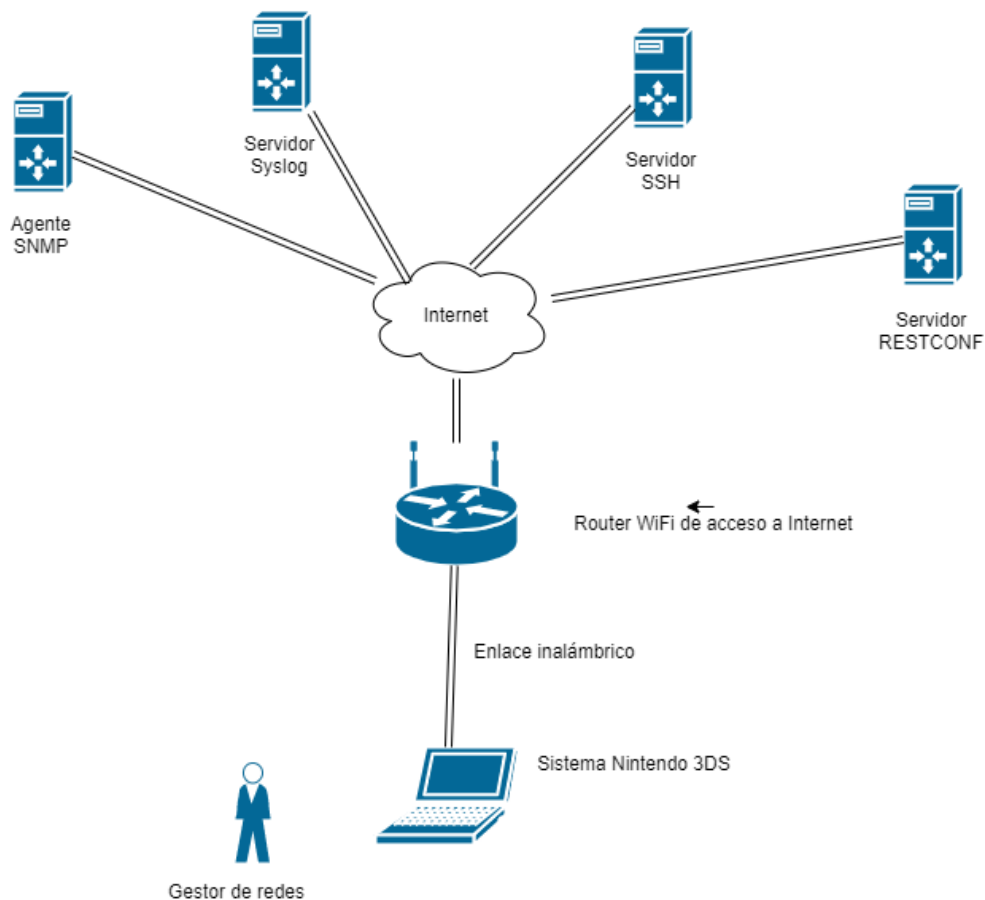 Servidor
Syslog
Servidor
SSH
Agente
SNMP
Servidor
RESTCONF
Internet
Router WiFi de acceso a Internet
Enlace inalámbrico
Sistema Nintendo 3DS
Gestor de redes